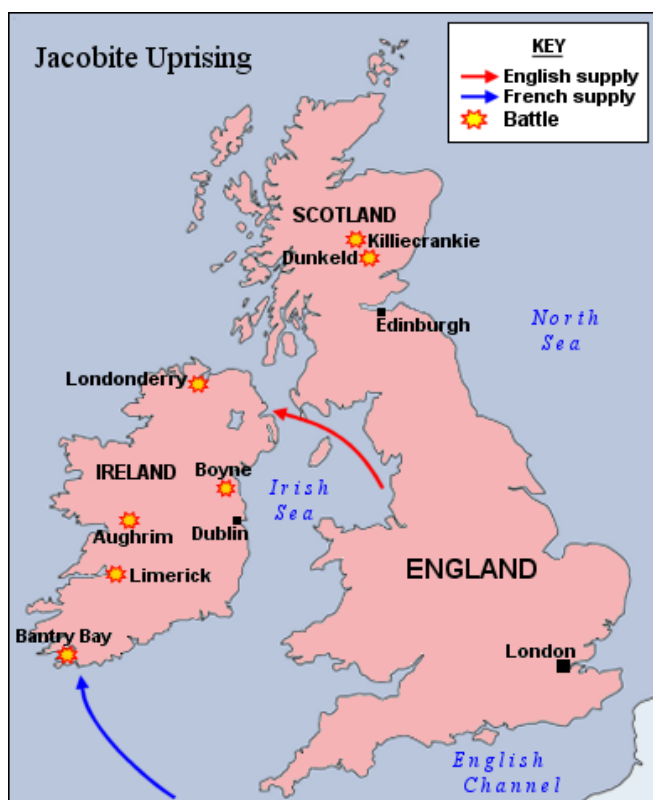 Jacobite Uprising
KEY
English supply
French supply
Battle
SCOTLAND
Killiecrankie
Dunkeld
Edinburgh
North
Sea
Londonderry
IRELAND
Boyne
Irish
Sea
Aughrim
Dublin
Limerick
ENGLAND
Bantry Bay
London
English
Channel